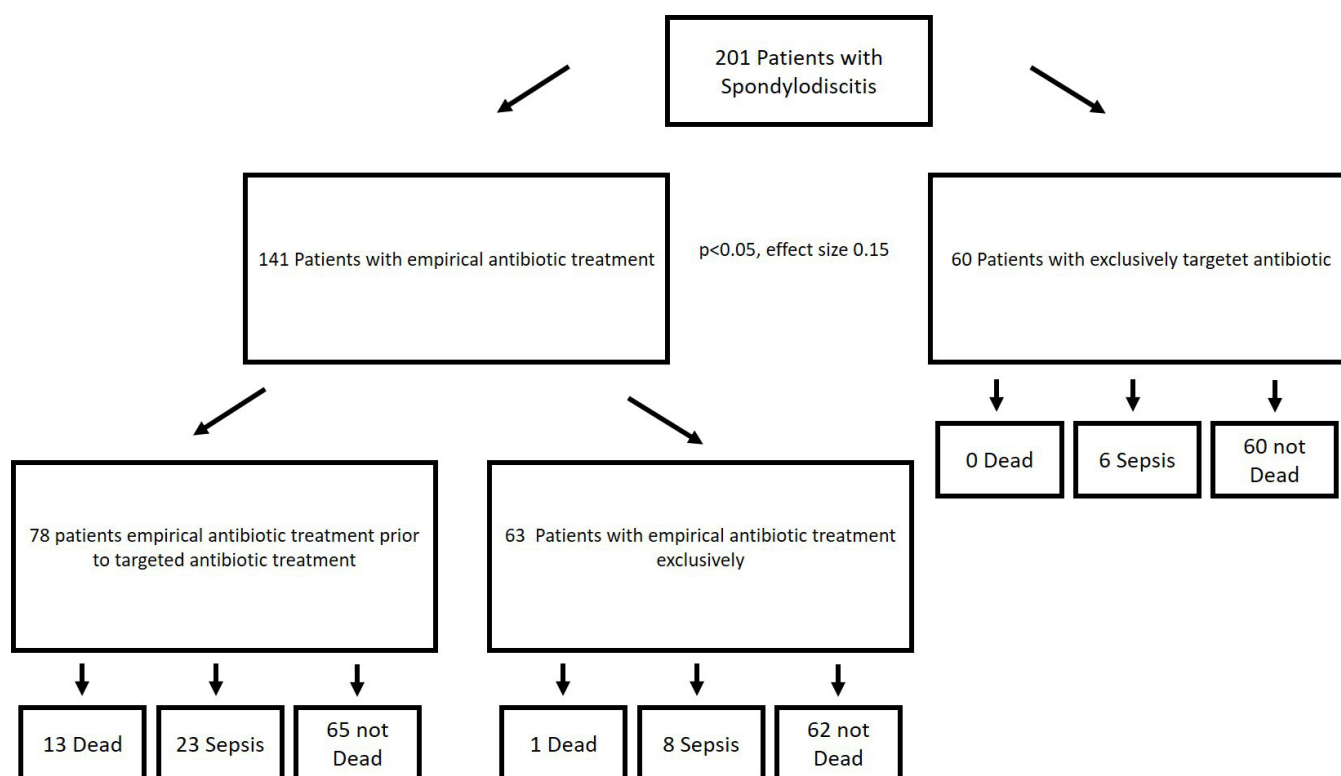 201 Patients with
Spondylodiscitis
141 Patients with empirical antibiotic treatment
p<0.05, effect size 0.15
60 Patients with exclusively targetet antibiotic
0 Dead
6 Sepsis
60 not
Dead
78 patients empirical antibiotic treatment prior
to targeted antibiotic treatment
63 Patients with empirical antibiotic treatment
exclusively
13 Dead
23 Sepsis
65 not
Dead
1 Dead
8 Sepsis
62 not
Dead